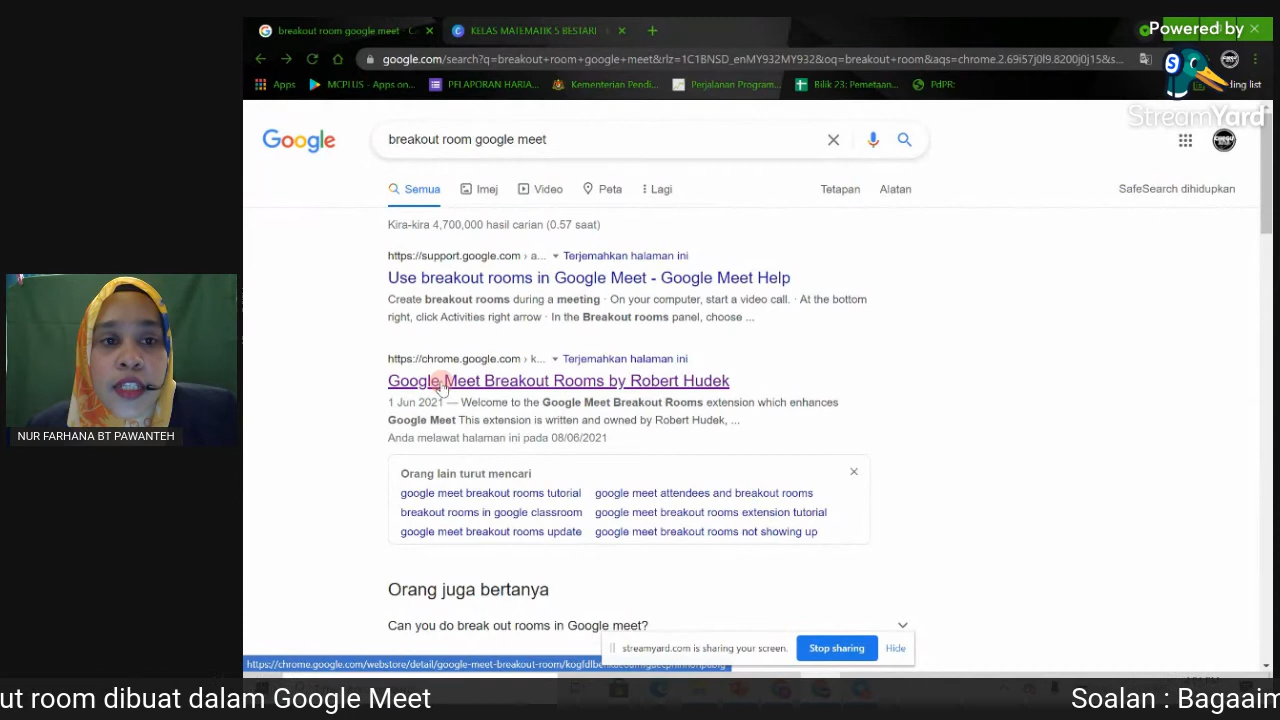 breakout room google meet - G
KELAS MATEMATIK 5 BESTARI
Powered by
google.com/search?q=breakout+room+google+meet&rlz=1C1BNSD_enMY932MY932&oq=breakout+room&aqs=chrome.2.69i57j0l9.8200j0j15&s...
Apps
MCPLUS - Apps on...
PELAPORAN HARIA...
Kementerian Pendi...
Perjalanan Program...
Bilik 23: Pemetaan...
PdPR:
ling list
StreamYard
Google
breakout room google meet
Semua
Imej
Video
Peta
Lagi
Tetapan
Alatan
SafeSearch dihidupkan
Kira-kira 4,700,000 hasil carian (0.57 saat)
https://support.google.com › a... Terjemahkan halaman ini
Use breakout rooms in Google Meet - Google Meet Help
Create breakout rooms during a meeting · On your computer, start a video call. · At the bottom
right, click Activities right arrow · In the Breakout rooms panel, choose ...
https://chrome.google.com › k... Terjemahkan halaman ini
Google Meet Breakout Rooms by Robert Hudek
1 Jun 2021 — Welcome to the Google Meet Breakout Rooms extension which enhances
Google Meet This extension is written and owned by Robert Hudek, ...
Anda melawat halaman ini pada 08/06/2021
Orang lain turut mencari
google meet breakout rooms tutorial
google meet attendees and breakout rooms
breakout rooms in google classroom
google meet breakout rooms extension tutorial
google meet breakout rooms update
google meet breakout rooms not showing up
Orang juga bertanya
Can you do break out rooms in Google meet?
streamyard.com is sharing your screen.
Stop sharing
Hide
NUR FARHANA BT PAWANTEH
ut room dibuat dalam Google Meet
Soalan : Bagaim